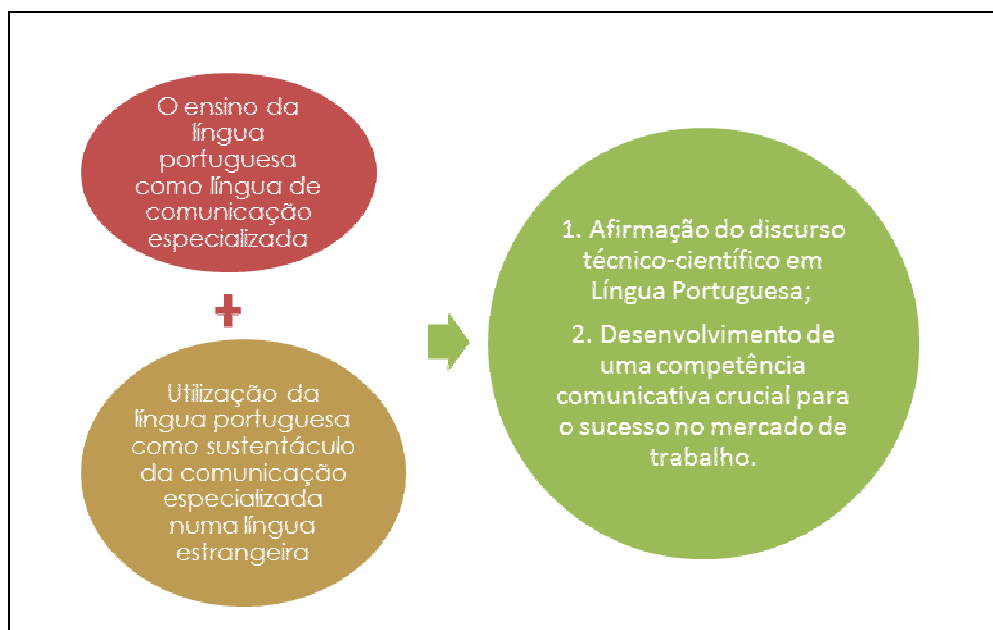 O ensino da
língua
portuguesa
como língua de
comunicação
especializada
+
Utilização da
língua portuguesa
como sustentáculo
da comunicação
especializada
numa língua
estrangeira
1. Afirmação do discurso
técnico-científico em
Língua Portuguesa;
2. Desenvolvimento de
uma competência
comunicativa crucial para
o sucesso no mercado de
trabalho.